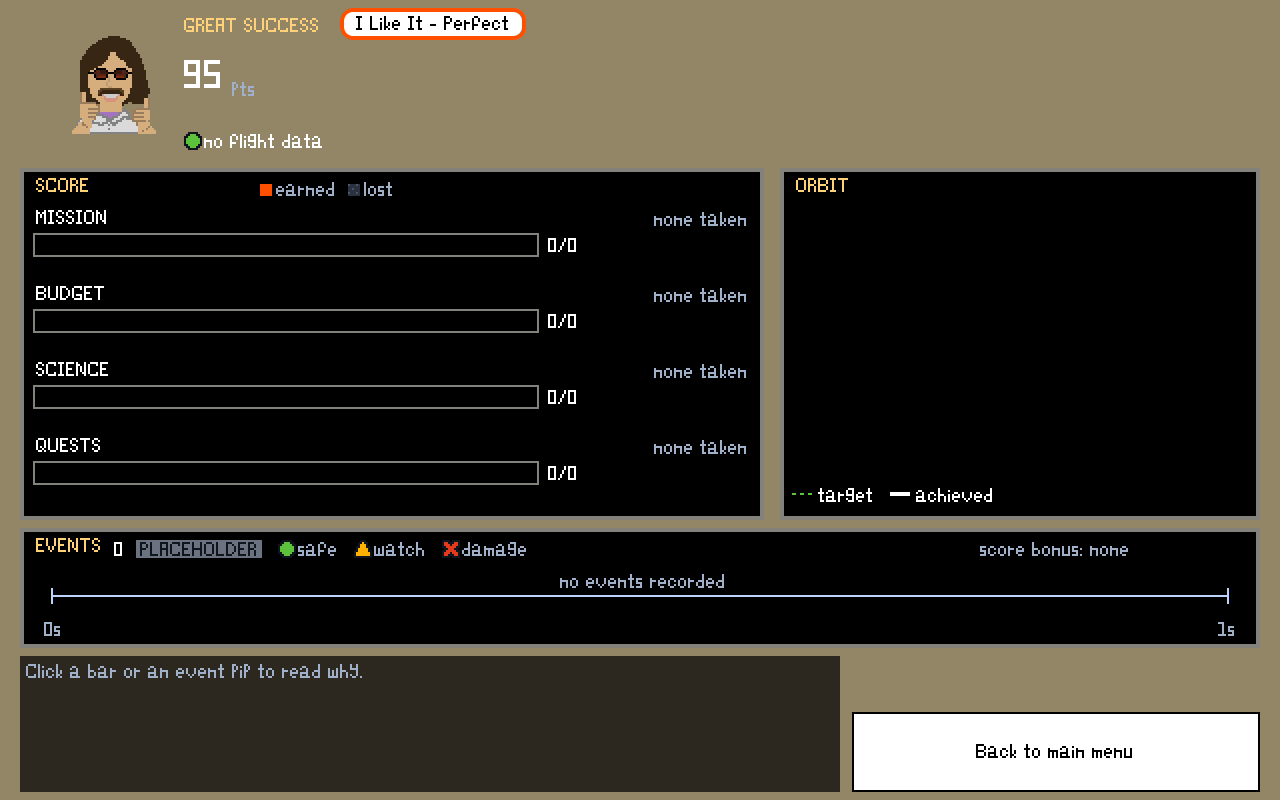 GREAT SUCCESS
I Like It - Perfect
95 Pts
no flight data
SCORE
earned lost
MISSION
none taken
0/0
BUDGET
none taken
0/0
SCIENCE
none taken
0/0
QUESTS
none taken
0/0
ORBIT
target achieved
EVENTS 0 PLACEHOLDER safe watch damage
score bonus: none
no events recorded
0s
1s
Click a bar or an event pip to read why.
Back to main menu